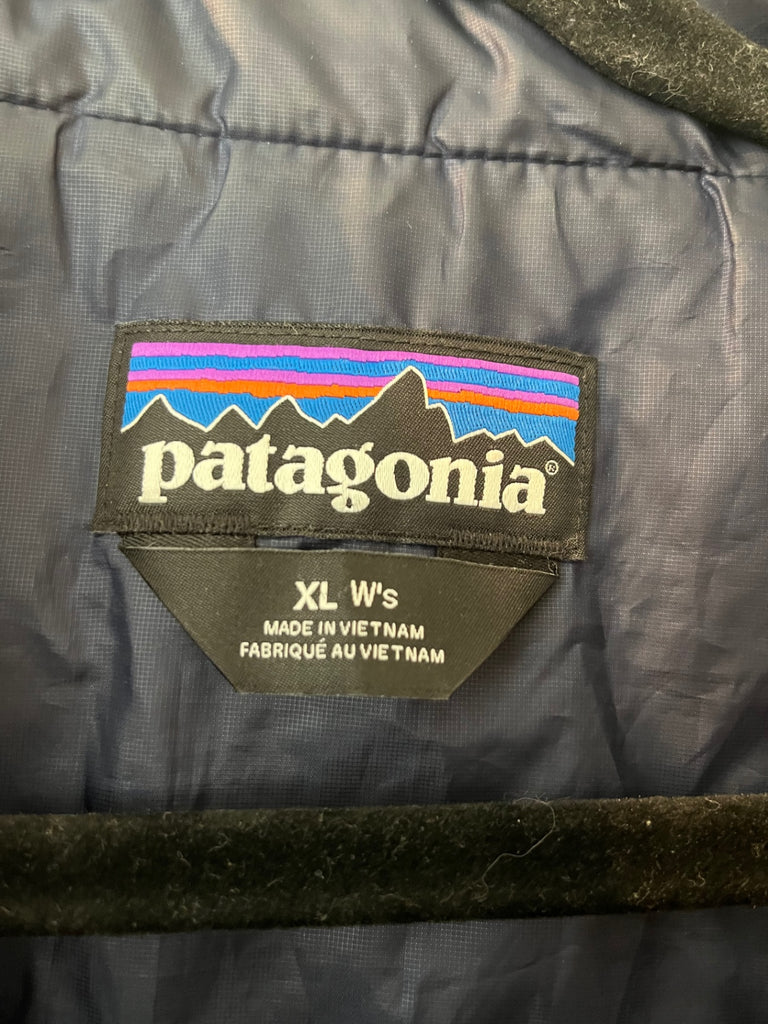 patagonia®
XL W's
MADE IN VIETNAM
FABRIQUÉ AU VIETNAM